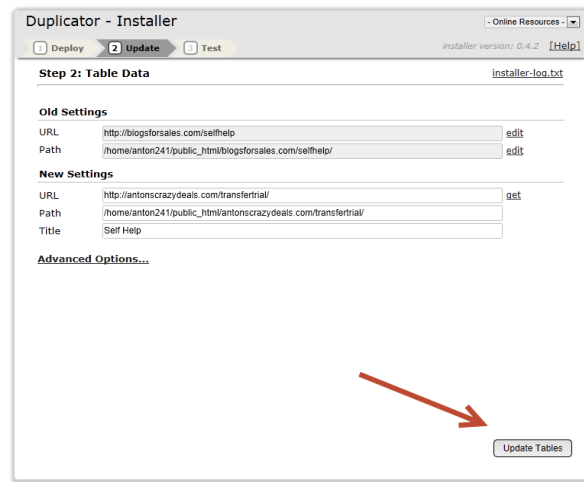 Duplicator - Installer
- Online Resources -
1 Deploy 2 Update 3 Test
installer version: 0.4.2 [Help]
Step 2: Table Data
installer-log.txt
Old Settings
URL http://blogsforsales.com/selfhelp edit
Path /home/anton241/public_html/blogsforsales.com/selfhelp/ edit
New Settings
URL http://antonscrazydeals.com/transfertrial/ get
Path /home/anton241/public_html/antonscrazydeals.com/transfertrial/
Title Self Help
Advanced Options...
Update Tables